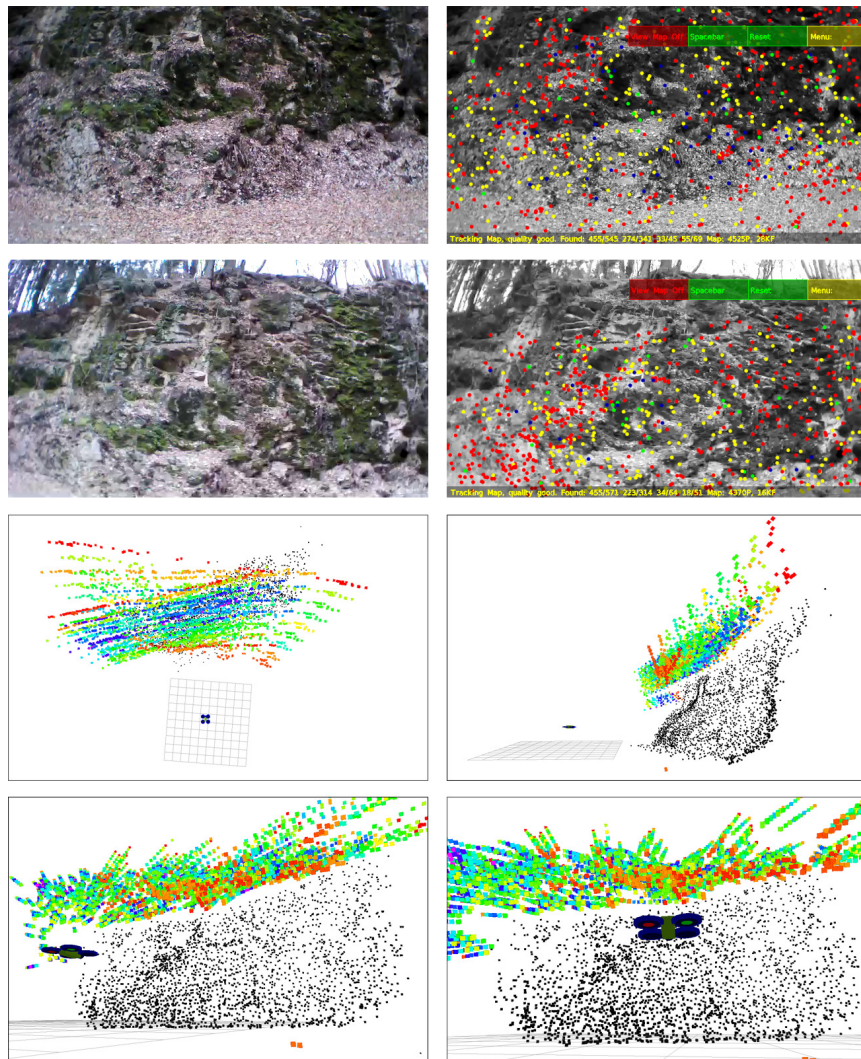 View Map Off Spacebar Reset Menu:
Tracking Map, quality good. Found: 455/545 274/341 33/45 55/69 Map: 4525P, 26KF
View Map Off Spacebar Reset Menu:
Tracking Map, quality good. Found: 455/571 223/314 34/64 18/51 Map: 4370P, 16KF